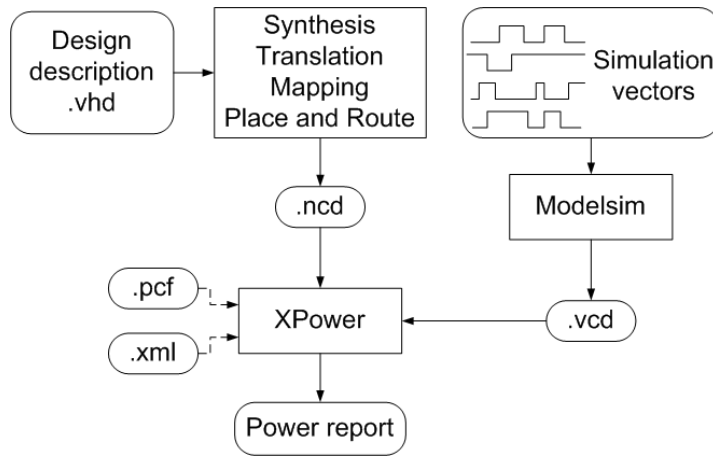 Design
description
.vhd
Synthesis
Translation
Mapping
Place and Route
Simulation
vectors
.ncd
Modelsim
.pcf
XPower
.vcd
.xml
Power report